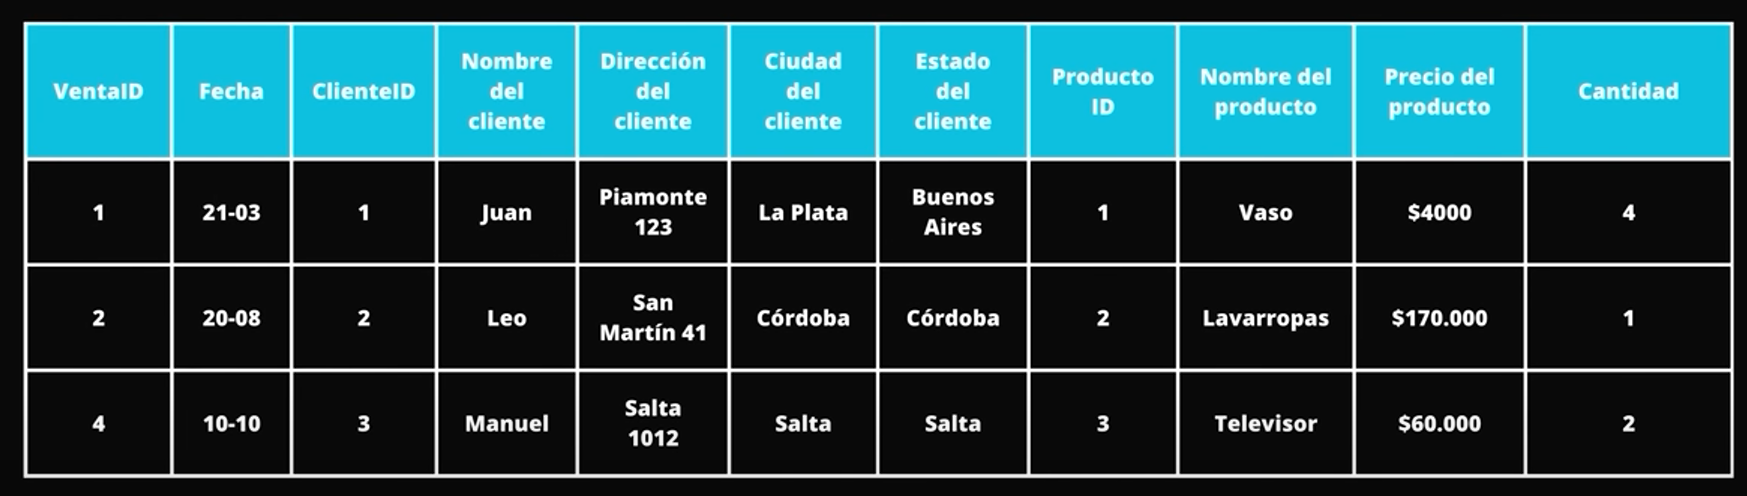 VentaID Fecha ClienteID Nombre del cliente Dirección del cliente Ciudad del cliente Estado del cliente Producto ID Nombre del producto Precio del producto Cantidad
1 21-03 1 Juan Piamonte 123 La Plata Buenos Aires 1 Vaso $4000 4
2 20-08 2 Leo San Martín 41 Córdoba Córdoba 2 Lavarropas $170.000 1
4 10-10 3 Manuel Salta 1012 Salta Salta 3 Televisor $60.000 2